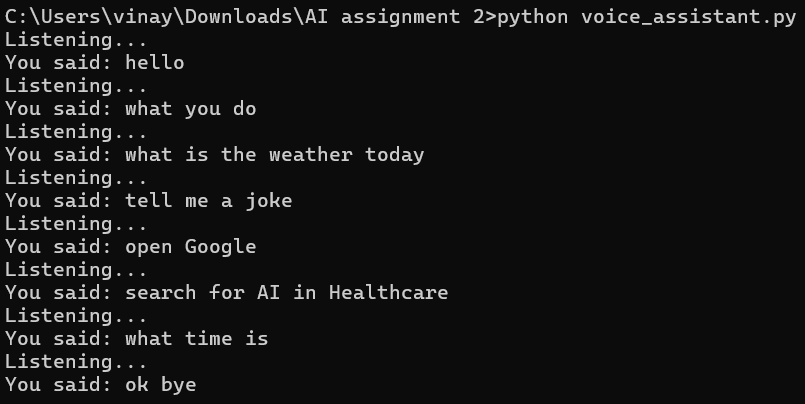 C:\Users\vinay\Downloads\AI assignment 2>python voice_assistant.py
Listening...
You said: hello
Listening...
You said: what you do
Listening...
You said: what is the weather today
Listening...
You said: tell me a joke
Listening...
You said: open Google
Listening...
You said: search for AI in Healthcare
Listening...
You said: what time is
Listening...
You said: ok bye